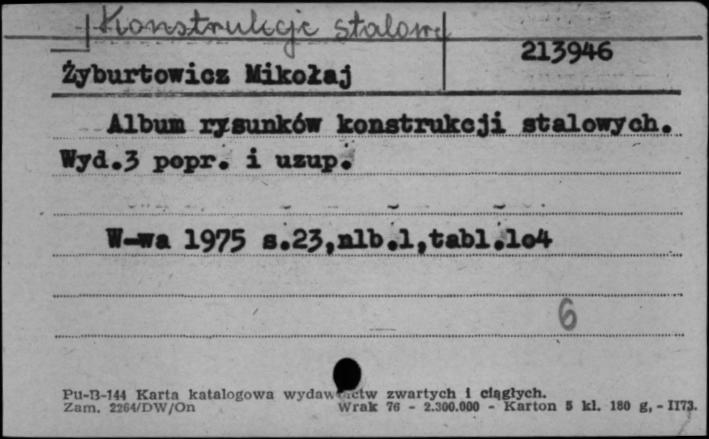 Konstrukcje stalowe
213946
Żyburtowicz Mikołaj
Album rysunków konstrukcji stalowych.
Wyd.3 popr. i uzup.
W-wa 1975 s.23,nlb.1,tabl.1o4
6
Pu-B-144 Karta katalogowa wydawnictw zwartych i ciągłych.
Zam. 2264/DW/On Wrak 76 - 2.300.000 - Karton 5 kl. 180 g, - II73.